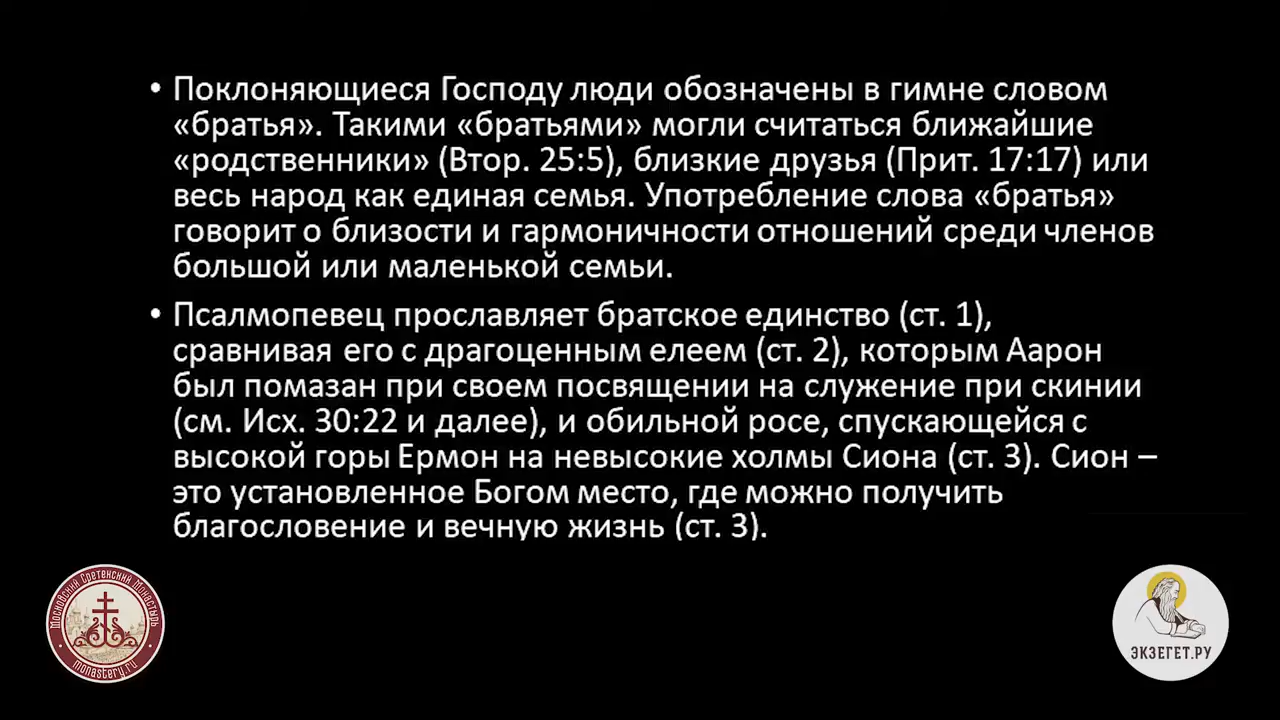 • Поклоняющиеся Господу люди обозначены в гимне словом
«братья». Такими «братьями» могли считаться ближайшие
«родственники» (Втор. 25:5), близкие друзья (Прит. 17:17) или
весь народ как единая семья. Употребление слова «братья»
говорит о близости и гармоничности отношений среди членов
большой или маленькой семьи.
• Псалмопевец прославляет братское единство (ст. 1),
сравнивая его с драгоценным елеем (ст. 2), которым Аарон
был помазан при своем посвящении на служение при скинии
(см. Исх. 30:22 и далее), и обильной росе, спускающейся с
высокой горы Ермон на невысокие холмы Сиона (ст. 3). Сион –
это установленное Богом место, где можно получить
благословение и вечную жизнь (ст. 3).
Московский Сретенский Монастырь
monastery.ru
ЭКЗЕГЕТ.РУ